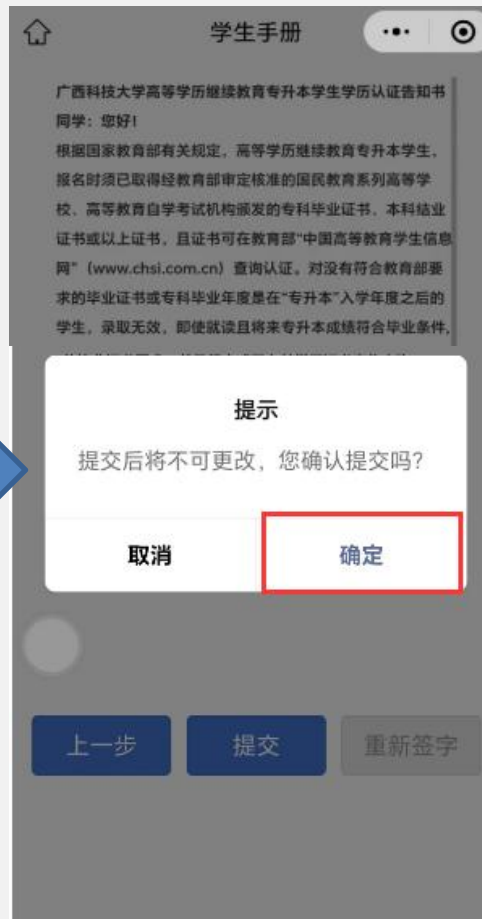 学生手册
广西科技大学高等学历继续教育专升本学生学历认证告知书
同学：您好！
根据国家教育部有关规定，高等学历继续教育专升本学生，
报名时须已取得经教育部审定核准的国民教育系列高等学
校、高等教育自学考试机构颁发的专科毕业证书、本科结业
证书或以上证书，且证书可在教育部“中国高等教育学生信息
网”（www.chsi.com.cn）查询认证。对没有符合教育部要
求的毕业证书或专科毕业年度是在“专升本”入学年度之后的
学生，录取无效，即使就读且将来专升本成绩符合毕业条件，
提示
提交后将不可更改，您确认提交吗？
取消 确定
上一步 提交 重新签字